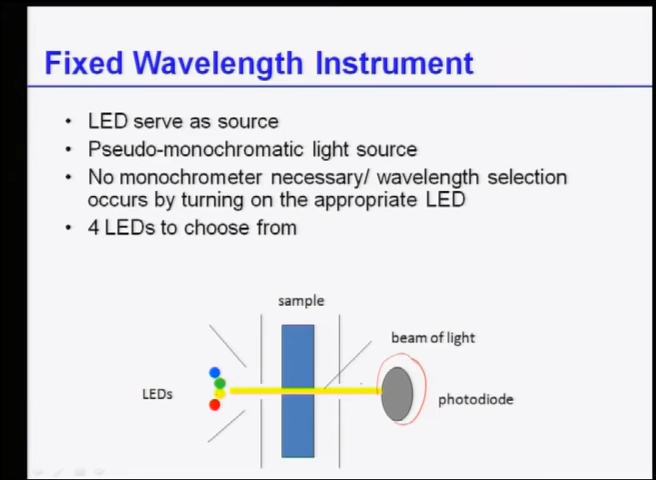 Fixed Wavelength Instrument
• LED serve as source
• Pseudo-monochromatic light source
• No monochrometer necessary/ wavelength selection
occurs by turning on the appropriate LED
• 4 LEDs to choose from
sample
beam of light
LEDs
photodiode